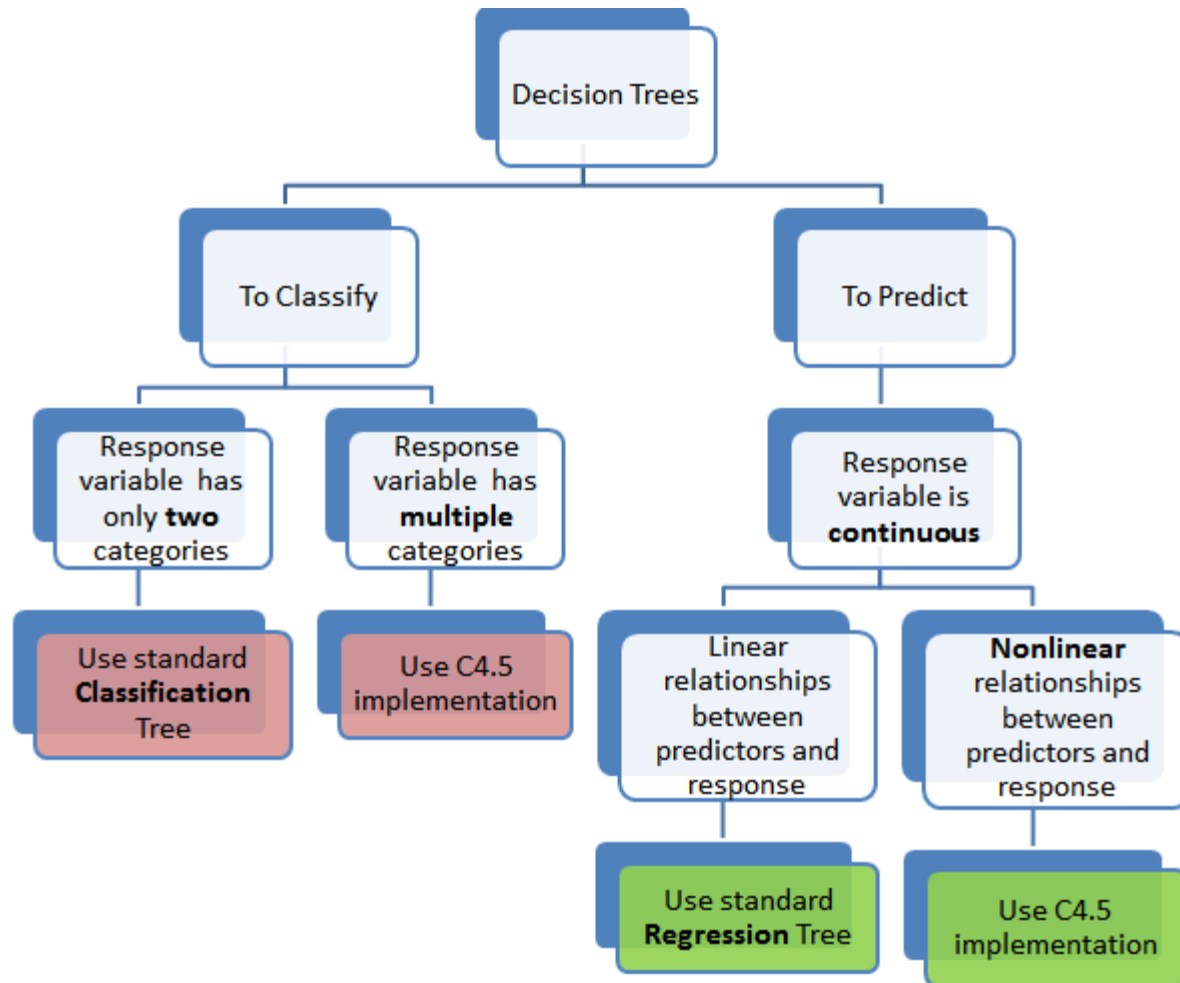 Decision Trees
To Classify
To Predict
Response
variable has
only two
categories
Response
variable has
multiple
categories
Response
variable is
continuous
Use standard
Classification
Tree
Use C4.5
implementation
Linear
relationships
between
predictors and
response
Nonlinear
relationships
between
predictors and
response
Use standard
Regression Tree
Use C4.5
implementation